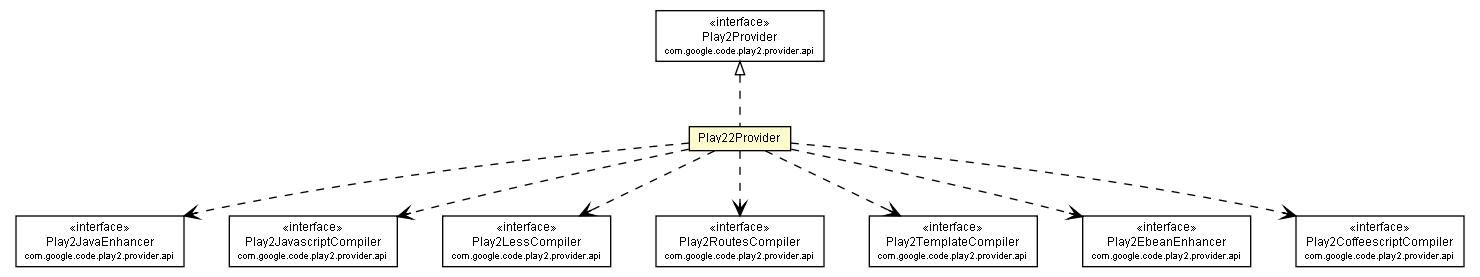 «interface»
Play2Provider
com.google.code.play2.provider.api
Play22Provider
«interface»
Play2JavaEnhancer
com.google.code.play2.provider.api
«interface»
Play2JavascriptCompiler
com.google.code.play2.provider.api
«interface»
Play2LessCompiler
com.google.code.play2.provider.api
«interface»
Play2RoutesCompiler
com.google.code.play2.provider.api
«interface»
Play2TemplateCompiler
com.google.code.play2.provider.api
«interface»
Play2EbeanEnhancer
com.google.code.play2.provider.api
«interface»
Play2CoffeescriptCompiler
com.google.code.play2.provider.api